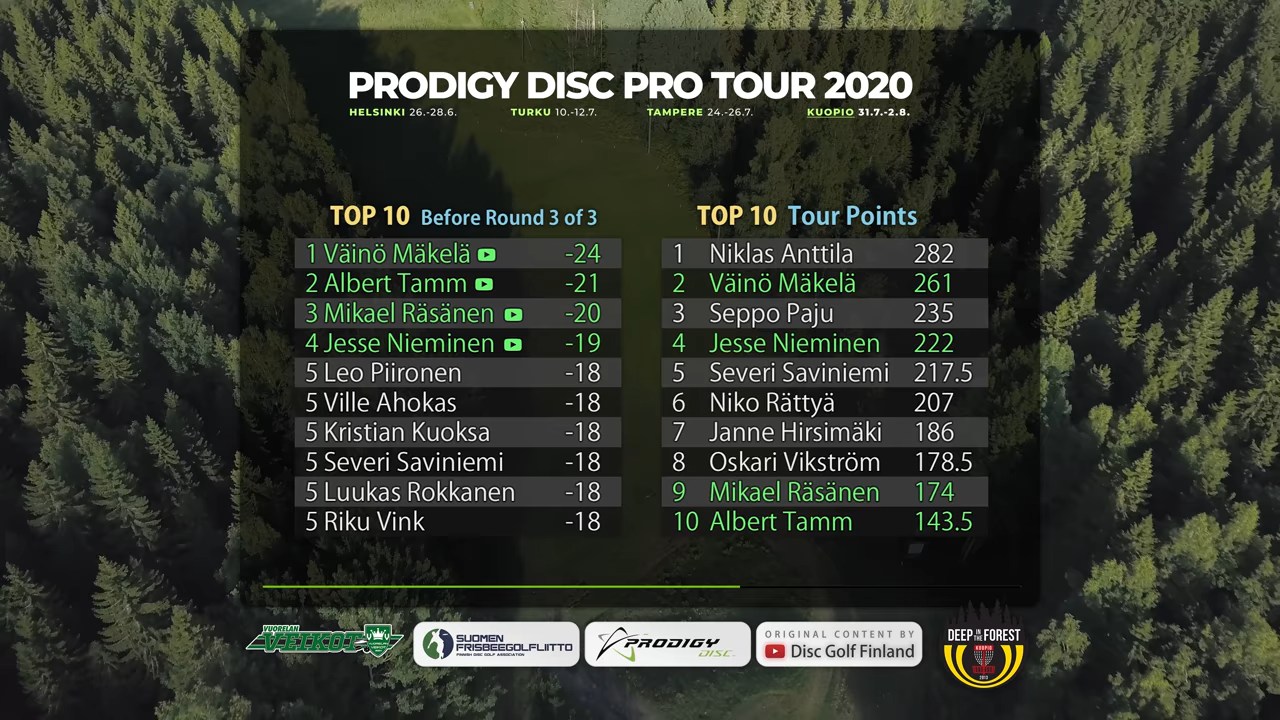 PRODIGY DISC PRO TOUR 2020
HELSINKI 26.-28.6. TURKU 10.-12.7. TAMPERE 24.-26.7. KUOPIO 31.7.-2.8.
TOP 10 Before Round 3 of 3
1 Väinö Mäkelä -24
2 Albert Tamm -21
3 Mikael Räsänen -20
4 Jesse Nieminen -19
5 Leo Piironen -18
5 Ville Ahokas -18
5 Kristian Kuoksa -18
5 Severi Saviniemi -18
5 Luukas Rokkanen -18
5 Riku Vink -18
TOP 10 Tour Points
1 Niklas Anttila 282
2 Väinö Mäkelä 261
3 Seppo Paju 235
4 Jesse Nieminen 222
5 Severi Saviniemi 217.5
6 Niko Rättyä 207
7 Janne Hirsimäki 186
8 Oskari Vikström 178.5
9 Mikael Räsänen 174
10 Albert Tamm 143.5
VUORELAN
VEIKOT
SUOMEN
FRISBEEGOLFLIITTO
FINNISH DISC GOLF ASSOCIATION
PRODIGY
DISC
ORIGINAL CONTENT BY
Disc Golf Finland
DEEP IN THE FOREST
KUOPIO